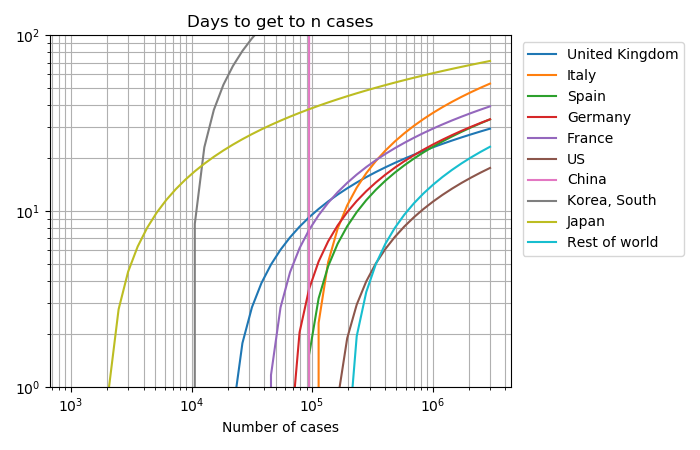 Days to get to n cases
10²
10¹
10⁰
10³
10⁴
10⁵
10⁶
Number of cases
United Kingdom
Italy
Spain
Germany
France
US
China
Korea, South
Japan
Rest of world